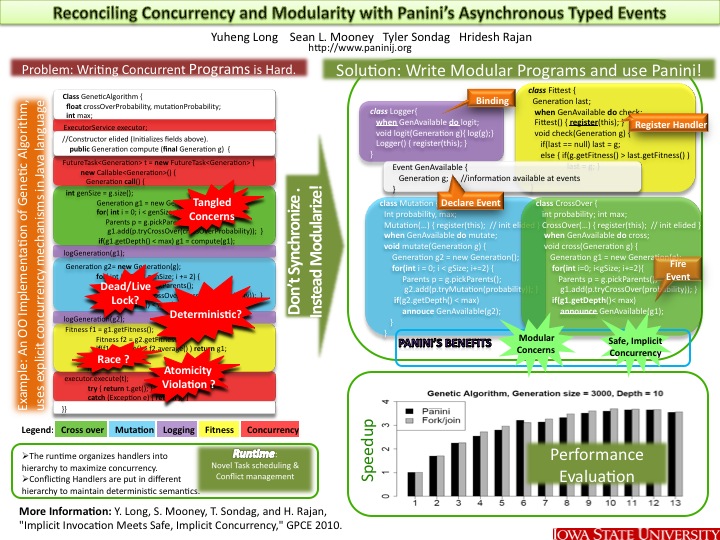 Reconciling Concurrency and Modularity with Panini's Asynchronous Typed Events
Yuheng Long Sean L. Mooney Tyler Sondag Hridesh Rajan
http://www.paninij.org
Problem: Writing Concurrent Programs is Hard.
Example: An OO Implementation of Genetic Algorithm,
uses explicit concurrency mechanisms in Java language
Class GeneticAlgorithm {
float crossOverProbability, mutationProbability;
int max;
ExecutorService executor;
//Constructor elided (Initializes fields above).
public Generation compute (final Generation g) {
FutureTask<Generation> t = new FutureTask<Generation> (
new Callable<Generation>() {
Generation call() {
int genSize = g.size();
Generation g1 = new Gen
for( int i = 0; i < genSiz
Parents p = g.pickPar
g1.add(p.tryCrossOver(crossOverProbability)); }
if(g1.getDepth() < max) g1 = compute(g1);
Tangled
Concerns
logGeneration(g1);
Generation g2= new Generation(g);
nSize; i += 2) {
Parents();
Dead/Live
Lock?
Deterministic?
logGeneration(g2);
Fitness f1 = g1.getFitness();
Fitness f2 = g2.getFitn
f2.average()) return g1;
Race ?
Atomicity
Violation ?
executor.execute(t);
try { return t.get();
catch (Exception e) {
}}
Legend: Cross over Mutation Logging Fitness Concurrency
➢The runtime organizes handlers into
hierarchy to maximize concurrency.
➢Conflicting Handlers are put in different
hierarchy to maintain deterministic semantics.
Runtime:
Novel Task scheduling &
Conflict management
More Information: Y. Long, S. Mooney, T. Sondag, and H. Rajan,
"Implicit Invocation Meets Safe, Implicit Concurrency," GPCE 2010.
Don't Synchronize .
Instead Modularize!
Solution: Write Modular Programs and use Panini!
Binding
class Logger{
when GenAvailable do logit;
void logit(Generation g){ log(g);}
Logger() { register(this); }
}
class Fittest {
Generation last;
when GenAvailable do check;
Fittest() { register(this); }
void check(Generation g) {
if(last == null) last = g;
else { if(g.getFitness() > last.getFitness() )
last = g;
Register Handler
Event GenAvailable {
Generation g; //information available at events
}
Declare Event
class Mutation {
Int probability, max;
Mutation(…) { register(this); // init elided }
when GenAvailable do mutate;
void mutate(Generation g) {
Generation g2 = new Generation(g);
for(int i = 0; i < gSize; i+=2) {
Parents p = g.pickParents();
g2.add(p.tryMutation(probability));
if(g2.getDepth() < max)
annouce GenAvailable(g2);
}
}
class CrossOver {
int probability; int max;
CrossOver(…) { register(this); // init elided }
when GenAvailable do cross;
void cross(Generation g) {
Generation g1 = new Generation(g);
for(int i=0; i<gSize; i+=2){
Parents p = g.pickParents();
g1.add(p.tryCrossOver(probability)); }
if(g1.getDepth()< max)
announce GenAvailable(g1);
}
Fire
Event
PANINI'S BENEFITS
Modular
Concerns
Safe, Implicit
Concurrency
Genetic Algorithm, Generation size = 3000, Depth = 10
Speedup
0 1 2 3 4
Panini
Fork/join
Performance
Evaluation
1 2 3 4 5 6 7 8 9 10 11 12 13
IOWA STATE UNIVERSITY